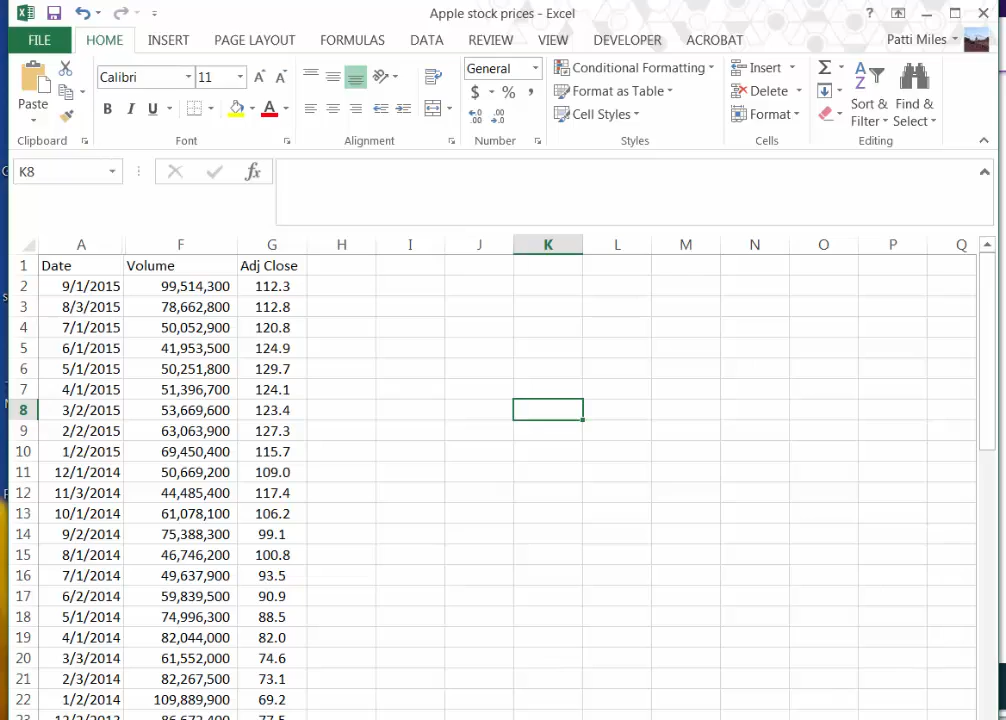 Apple stock prices - Excel
?
FILE HOME INSERT PAGE LAYOUT FORMULAS DATA REVIEW VIEW DEVELOPER ACROBAT Patti Miles
Paste
Calibri 11 A A
B I U A
General
$ % ,
Conditional Formatting
Format as Table
Cell Styles
Insert
Delete
Format
Sort & Filter
Find & Select
Clipboard Font Alignment Number Styles Cells Editing
K8 fx
A F G H I J K L M N O P Q
1 Date Volume Adj Close
2 9/1/2015 99,514,300 112.3
3 8/3/2015 78,662,800 112.8
4 7/1/2015 50,052,900 120.8
5 6/1/2015 41,953,500 124.9
6 5/1/2015 50,251,800 129.7
7 4/1/2015 51,396,700 124.1
8 3/2/2015 53,669,600 123.4
9 2/2/2015 63,063,900 127.3
10 1/2/2015 69,450,400 115.7
11 12/1/2014 50,669,200 109.0
12 11/3/2014 44,485,400 117.4
13 10/1/2014 61,078,100 106.2
14 9/2/2014 75,388,300 99.1
15 8/1/2014 46,746,200 100.8
16 7/1/2014 49,637,900 93.5
17 6/2/2014 59,839,500 90.9
18 5/1/2014 74,996,300 88.5
19 4/1/2014 82,044,000 82.0
20 3/3/2014 61,552,000 74.6
21 2/3/2014 82,267,500 73.1
22 1/2/2014 109,889,900 69.2
23 12/2/2013 86,672,400 77.5